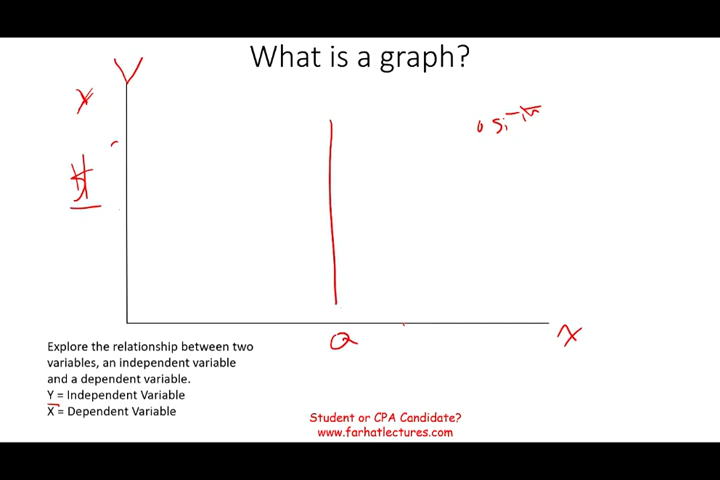 What is a graph?
Y
X
Q
X
Explore the relationship between two
variables, an independent variable
and a dependent variable.
Y = Independent Variable
X = Dependent Variable
Student or CPA Candidate?
www.farhatlectures.com